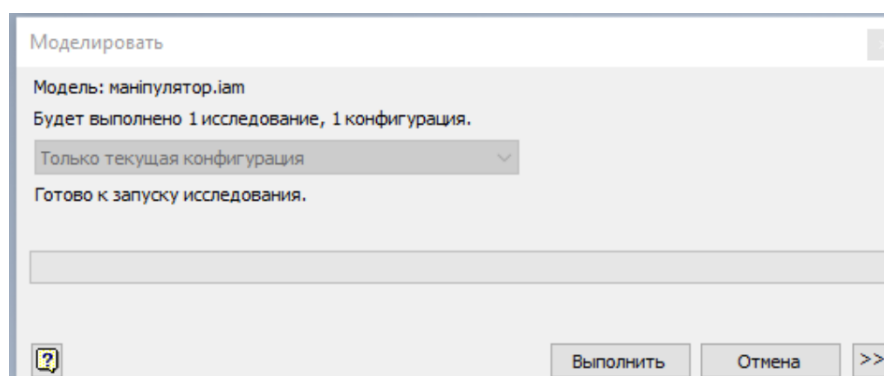 Моделировать
Модель: маніпулятор.iam
Будет выполнено 1 исследование, 1 конфигурация.
Только текущая конфигурация
Готово к запуску исследования.
?
Выполнить
Отмена
>>